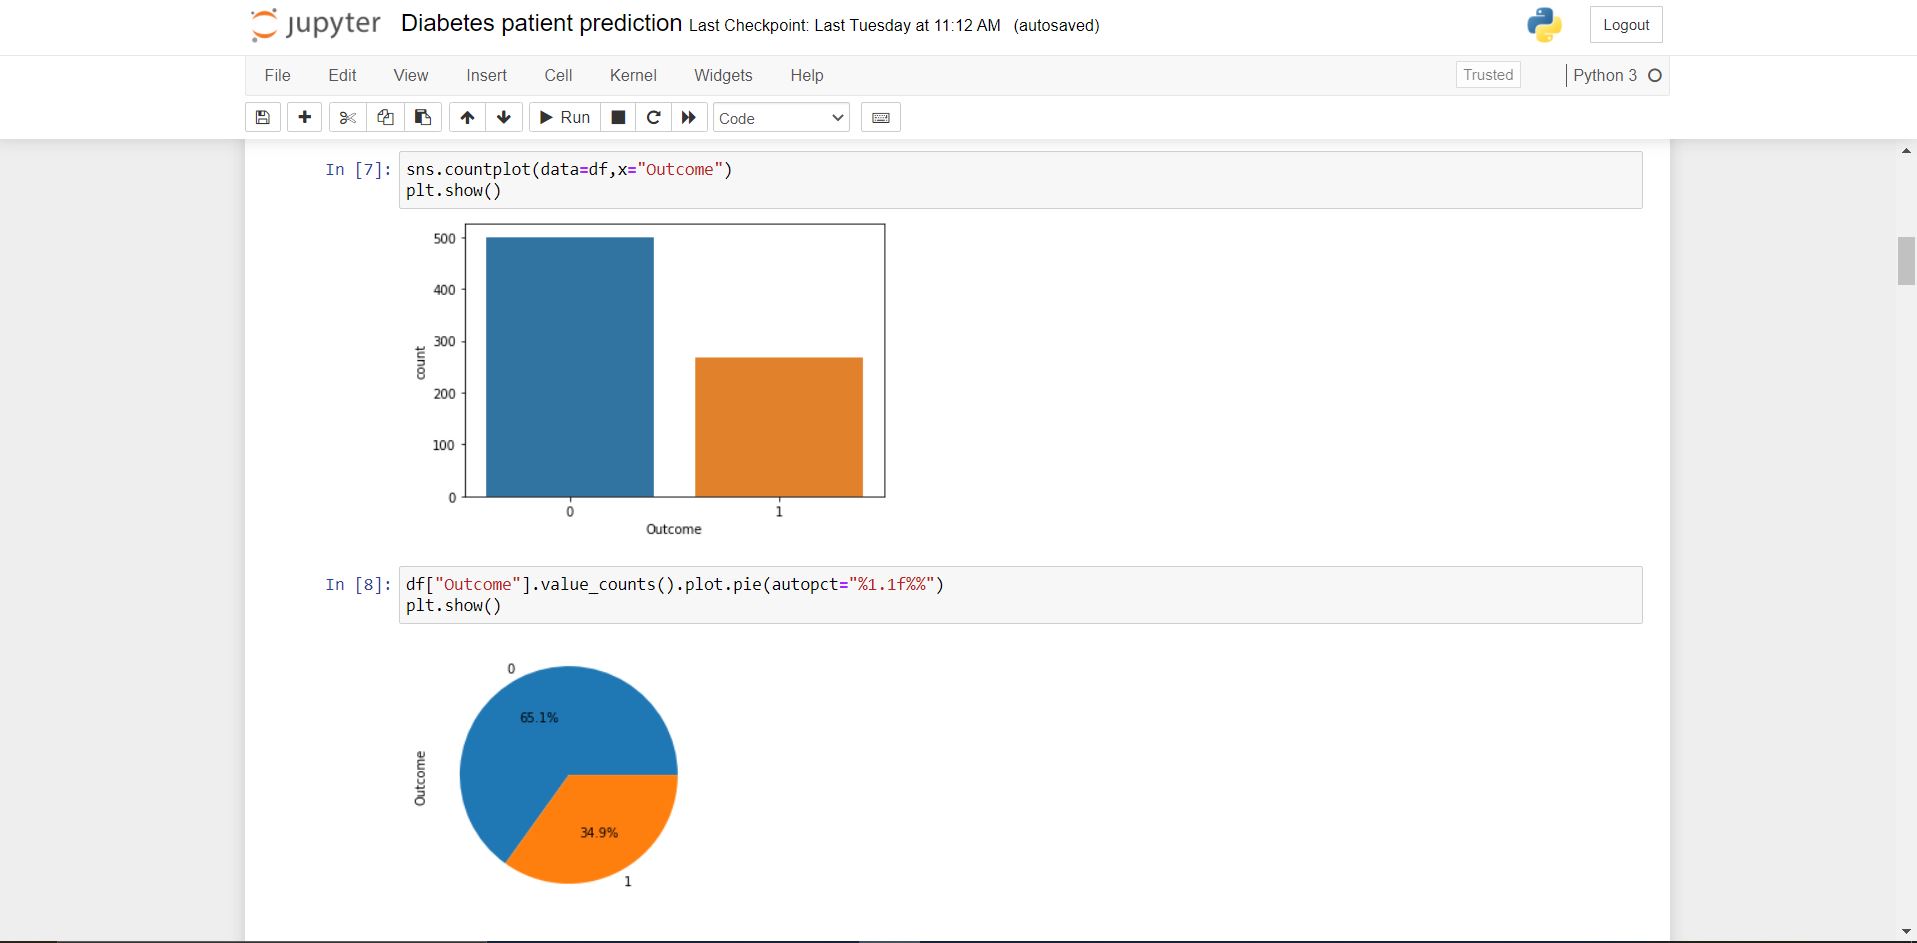 jupyter Diabetes patient prediction Last Checkpoint: Last Tuesday at 11:12 AM (autosaved) Logout
File Edit View Insert Cell Kernel Widgets Help Trusted Python 3
Run Code
In [7]: sns.countplot(data=df,x="Outcome")
plt.show()
500
400
300
200
100
0
count
0 1
Outcome
In [8]: df["Outcome"].value_counts().plot.pie(autopct="%1.1f%%")
plt.show()
0
65.1%
Outcome
34.9%
1